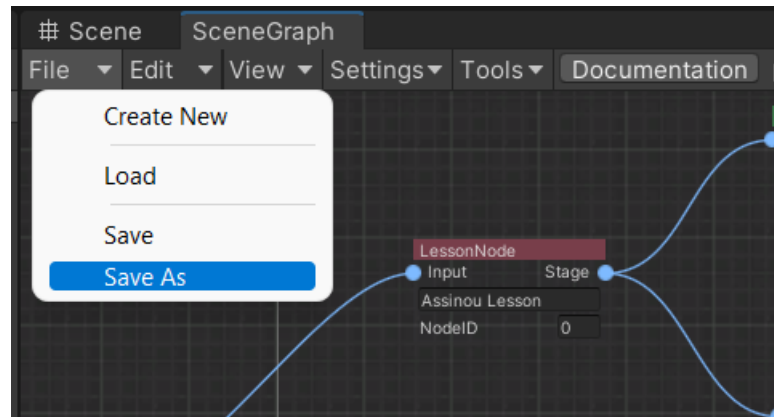 Scene SceneGraph
File Edit View Settings Tools Documentation
Create New
Load
Save
Save As
LessonNode
Input Stage
Assinou Lesson
NodeID 0